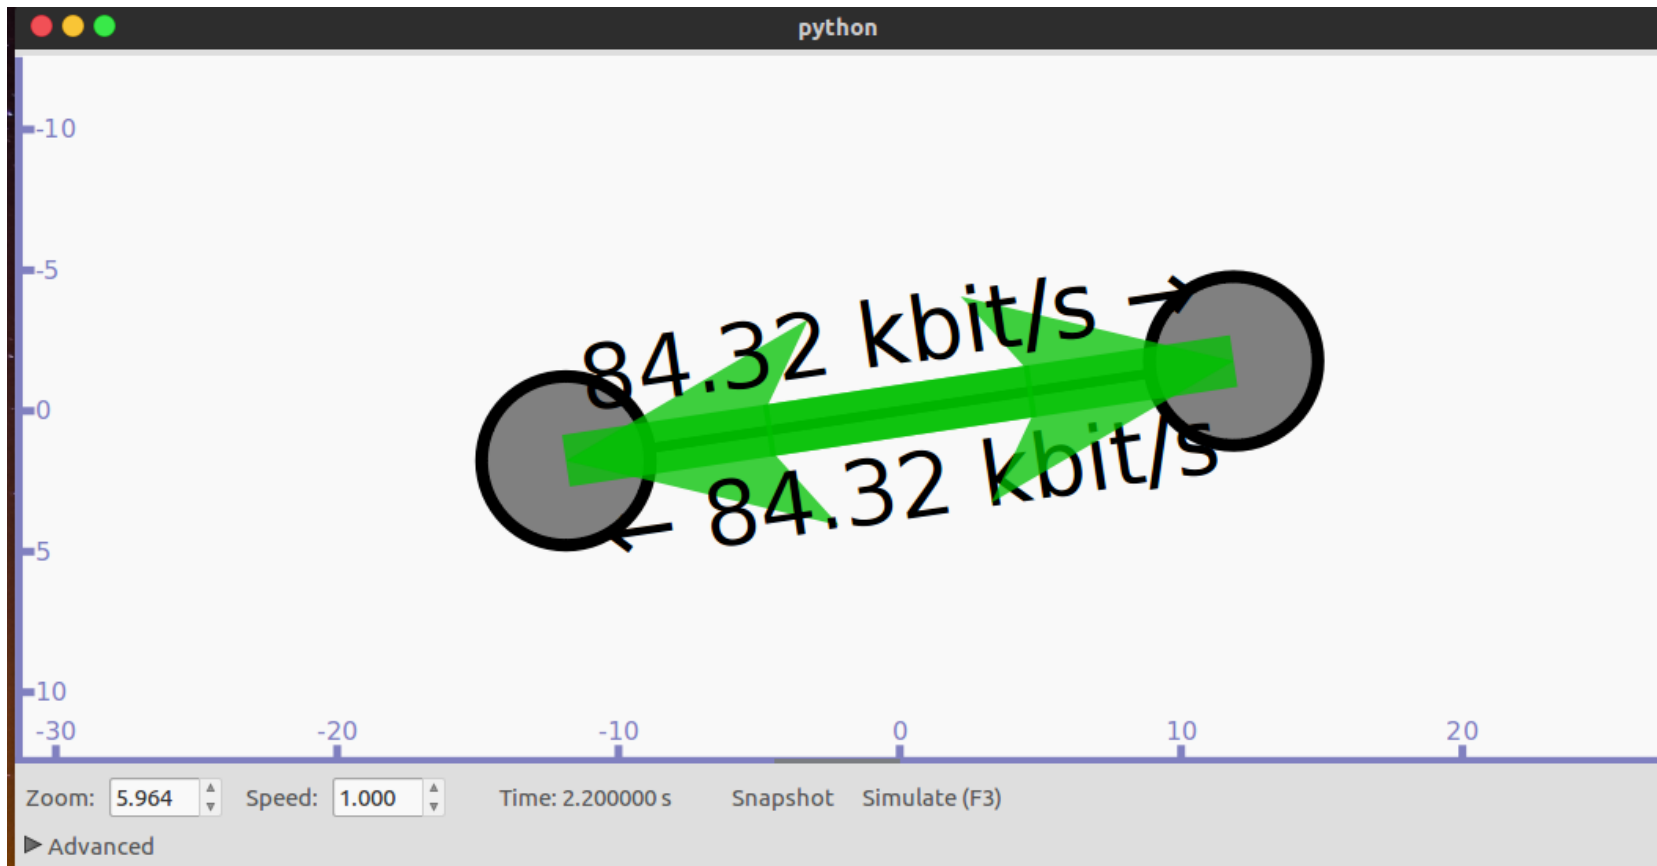 python
-10
-5
0
5
10
84.32 kbit/s →
← 84.32 kbit/s
-30 -20 -10 0 10 20
Zoom: 5.964 Speed: 1.000 Time: 2.200000 s Snapshot Simulate (F3)
Advanced